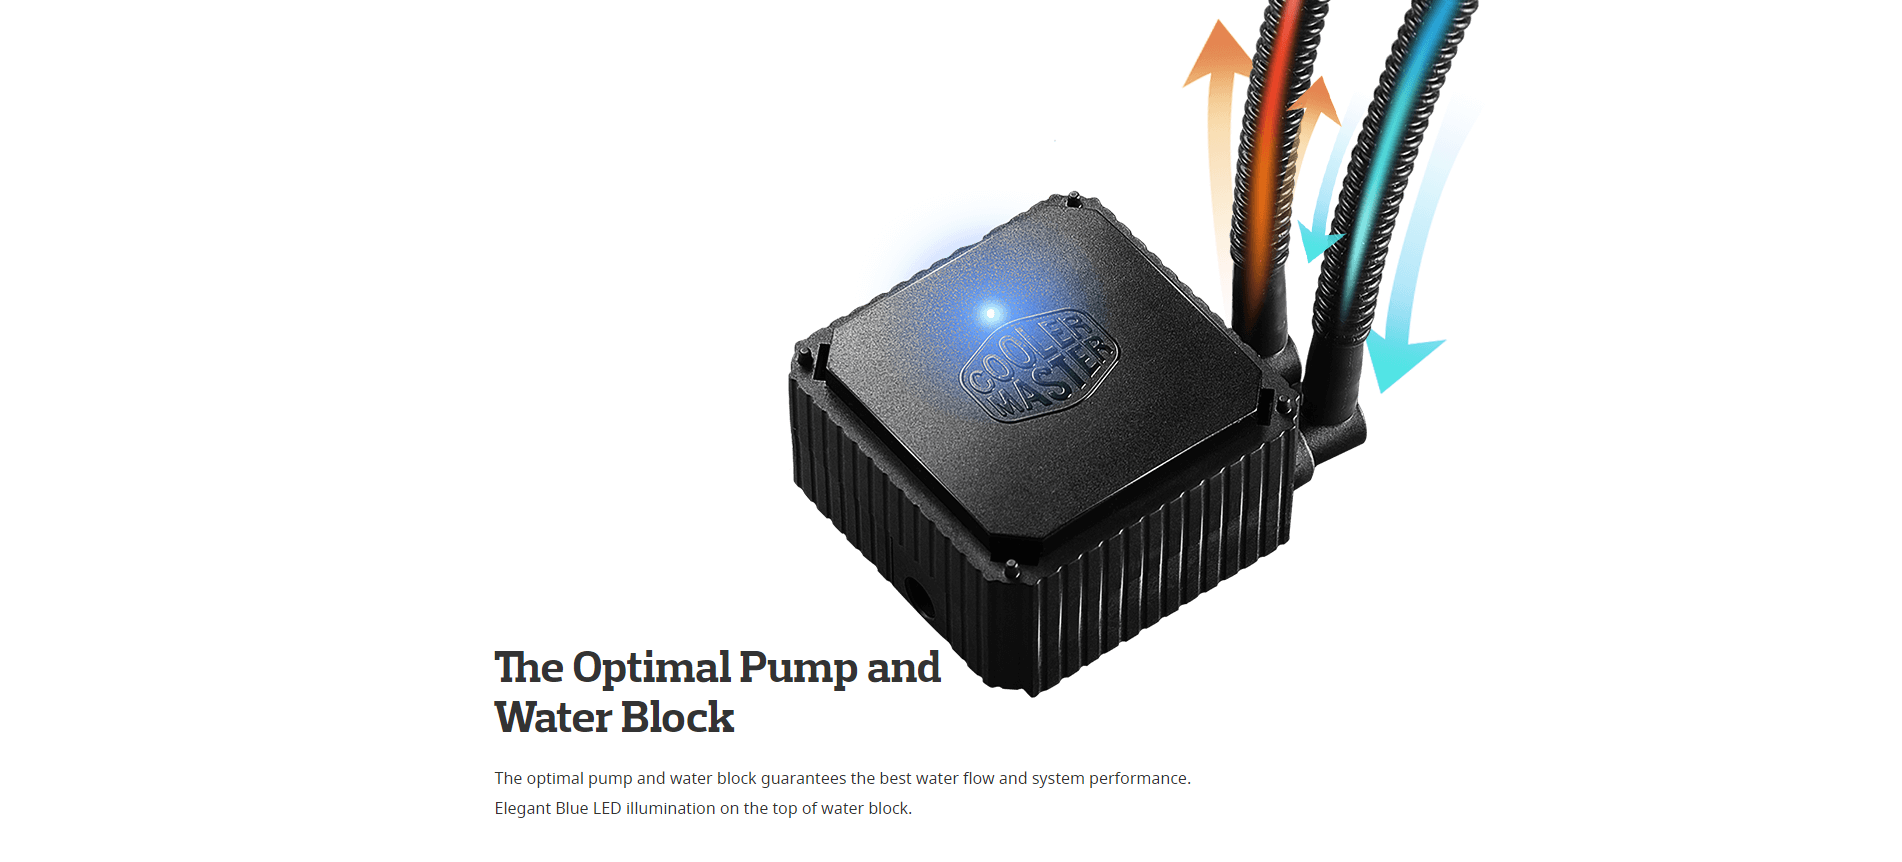 COOLER
MASTER
The Optimal Pump and
Water Block
The optimal pump and water block guarantees the best water flow and system performance.
Elegant Blue LED illumination on the top of water block.